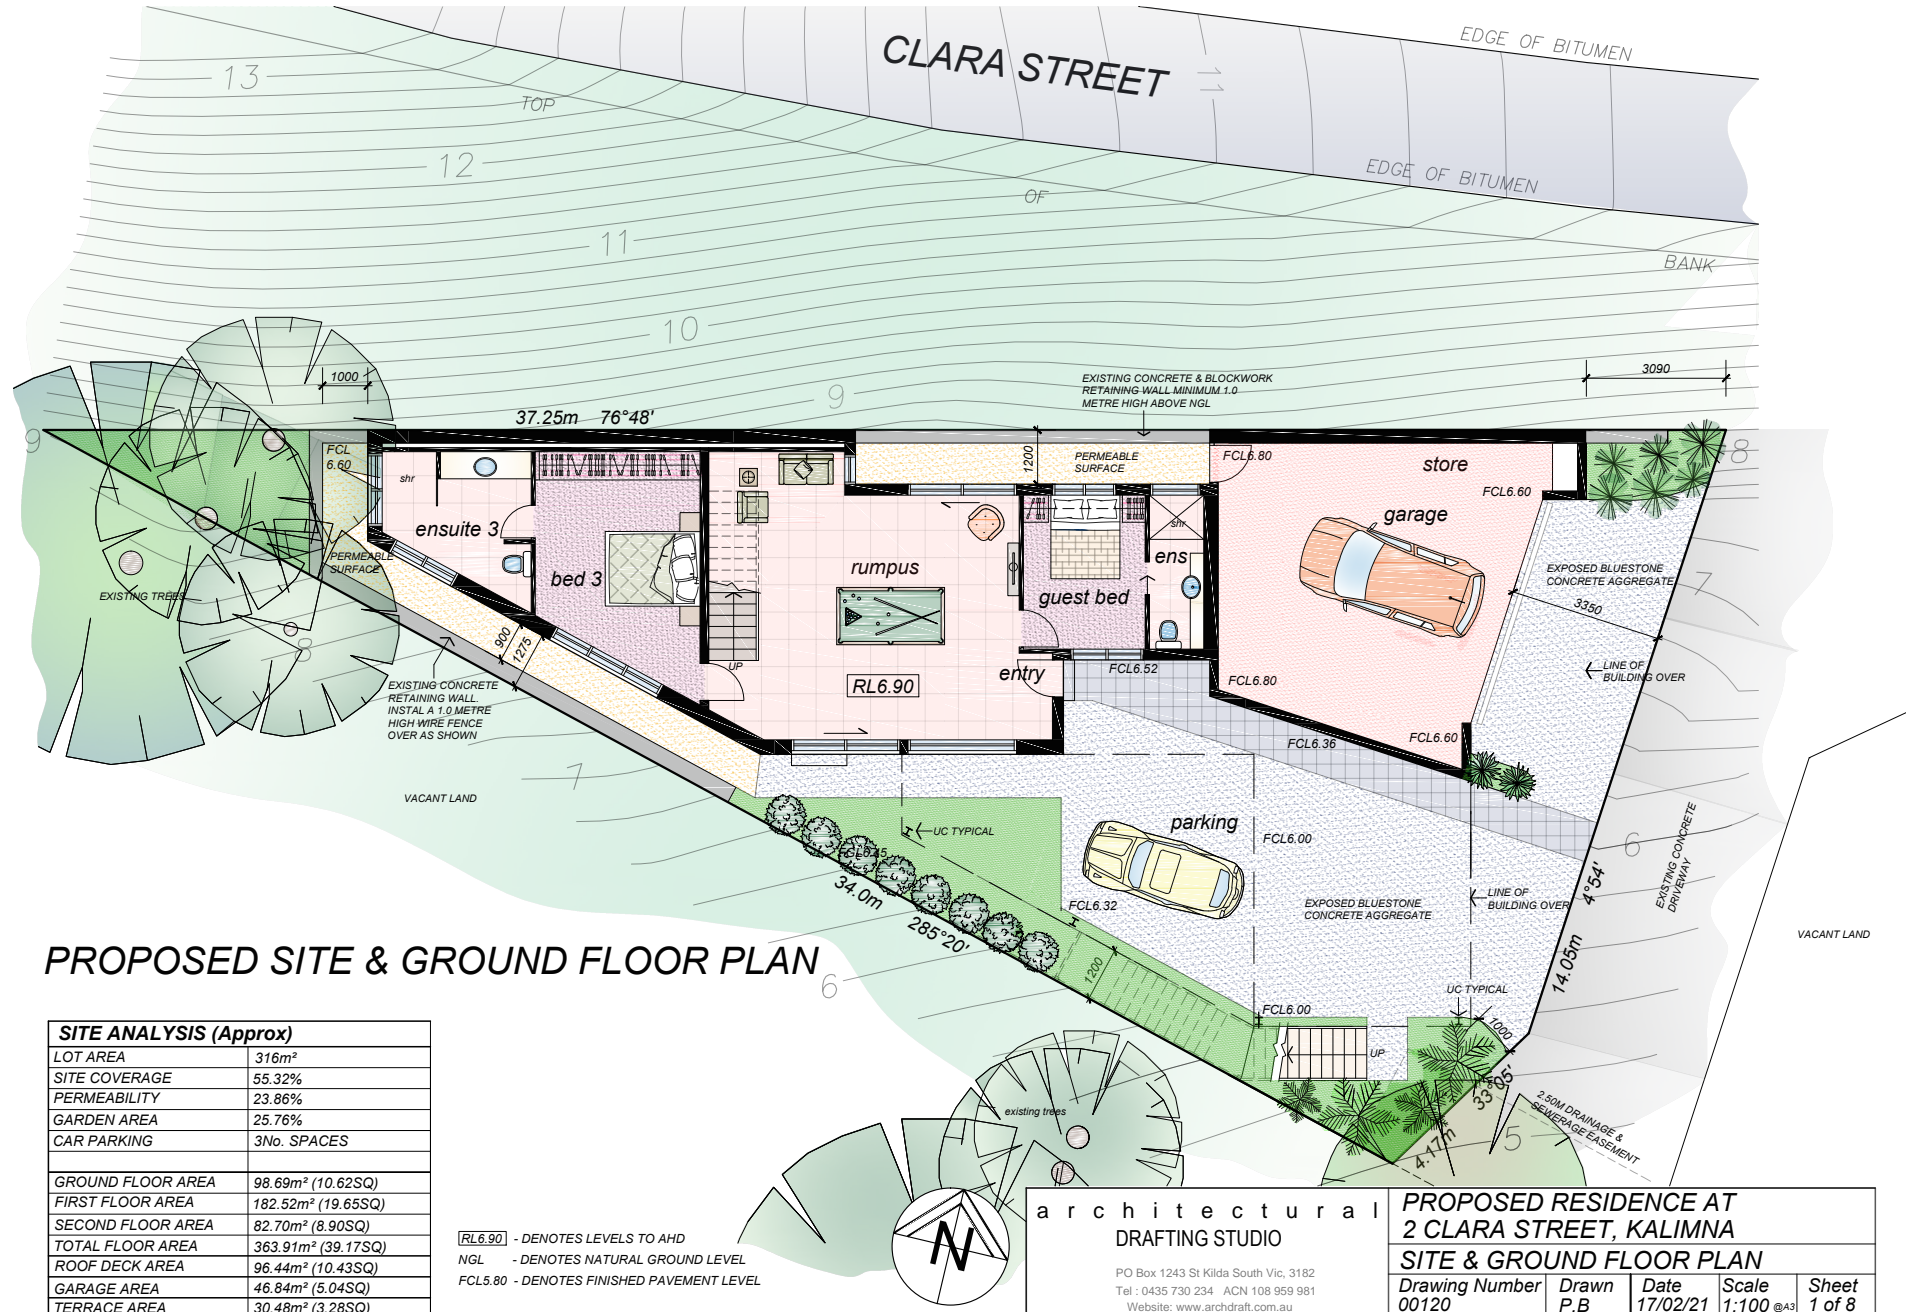 CLARA STREET
EDGE OF BITUMEN
EDGE OF BITUMEN
TOP
OF
BANK
13
12
11
11
10
9
9
8
8
7
7
6
6
5
1000
3090
37.25m 76°48'
EXISTING CONCRETE & BLOCKWORK
RETAINING WALL MINIMUM 1.0
METRE HIGH ABOVE NGL
FCL
6.60
shr
ensuite 3
bed 3
UP
rumpus
RL6.90
1200
PERMEABLE
SURFACE
guest bed
shr
ens
entry
FCL6.52
FCL6.80
store
FCL6.60
garage
FCL6.80
FCL6.60
FCL6.36
EXPOSED BLUESTONE
CONCRETE AGGREGATE
3350
LINE OF
BUILDING OVER
PERMEABLE
SURFACE
EXISTING TREES
900
1275
EXISTING CONCRETE
RETAINING WALL.
INSTAL A 1.0 METRE
HIGH WIRE FENCE
OVER AS SHOWN
VACANT LAND
UC TYPICAL
parking
FCL6.00
FCL6.32
34.0m
285°20'
1200
EXPOSED BLUESTONE
CONCRETE AGGREGATE
LINE OF
BUILDING OVER
4°54'
14.05m
EXISTING CONCRETE
DRIVEWAY
VACANT LAND
UC TYPICAL
FCL6.00
1000
UP
33°05'
4.17m
2.50M DRAINAGE &
SEWERAGE EASEMENT
existing trees
PROPOSED SITE & GROUND FLOOR PLAN
SITE ANALYSIS (Approx)
LOT AREA 316m²
SITE COVERAGE 55.32%
PERMEABILITY 23.86%
GARDEN AREA 25.76%
CAR PARKING 3No. SPACES
GROUND FLOOR AREA 98.69m² (10.62SQ)
FIRST FLOOR AREA 182.52m² (19.65SQ)
SECOND FLOOR AREA 82.70m² (8.90SQ)
TOTAL FLOOR AREA 363.91m² (39.17SQ)
ROOF DECK AREA 96.44m² (10.43SQ)
GARAGE AREA 46.84m² (5.04SQ)
TERRACE AREA 30.48m² (3.28SQ)
RL6.90 - DENOTES LEVELS TO AHD
NGL - DENOTES NATURAL GROUND LEVEL
FCL5.80 - DENOTES FINISHED PAVEMENT LEVEL
N
architectural
DRAFTING STUDIO
PO Box 1243 St Kilda South Vic, 3182
Tel : 0435 730 234 ACN 108 959 981
Website: www.archdraft.com.au
PROPOSED RESIDENCE AT
2 CLARA STREET, KALIMNA
SITE & GROUND FLOOR PLAN
Drawing Number Drawn Date Scale Sheet
00120 P.B 17/02/21 1:100 @A3 1 of 8